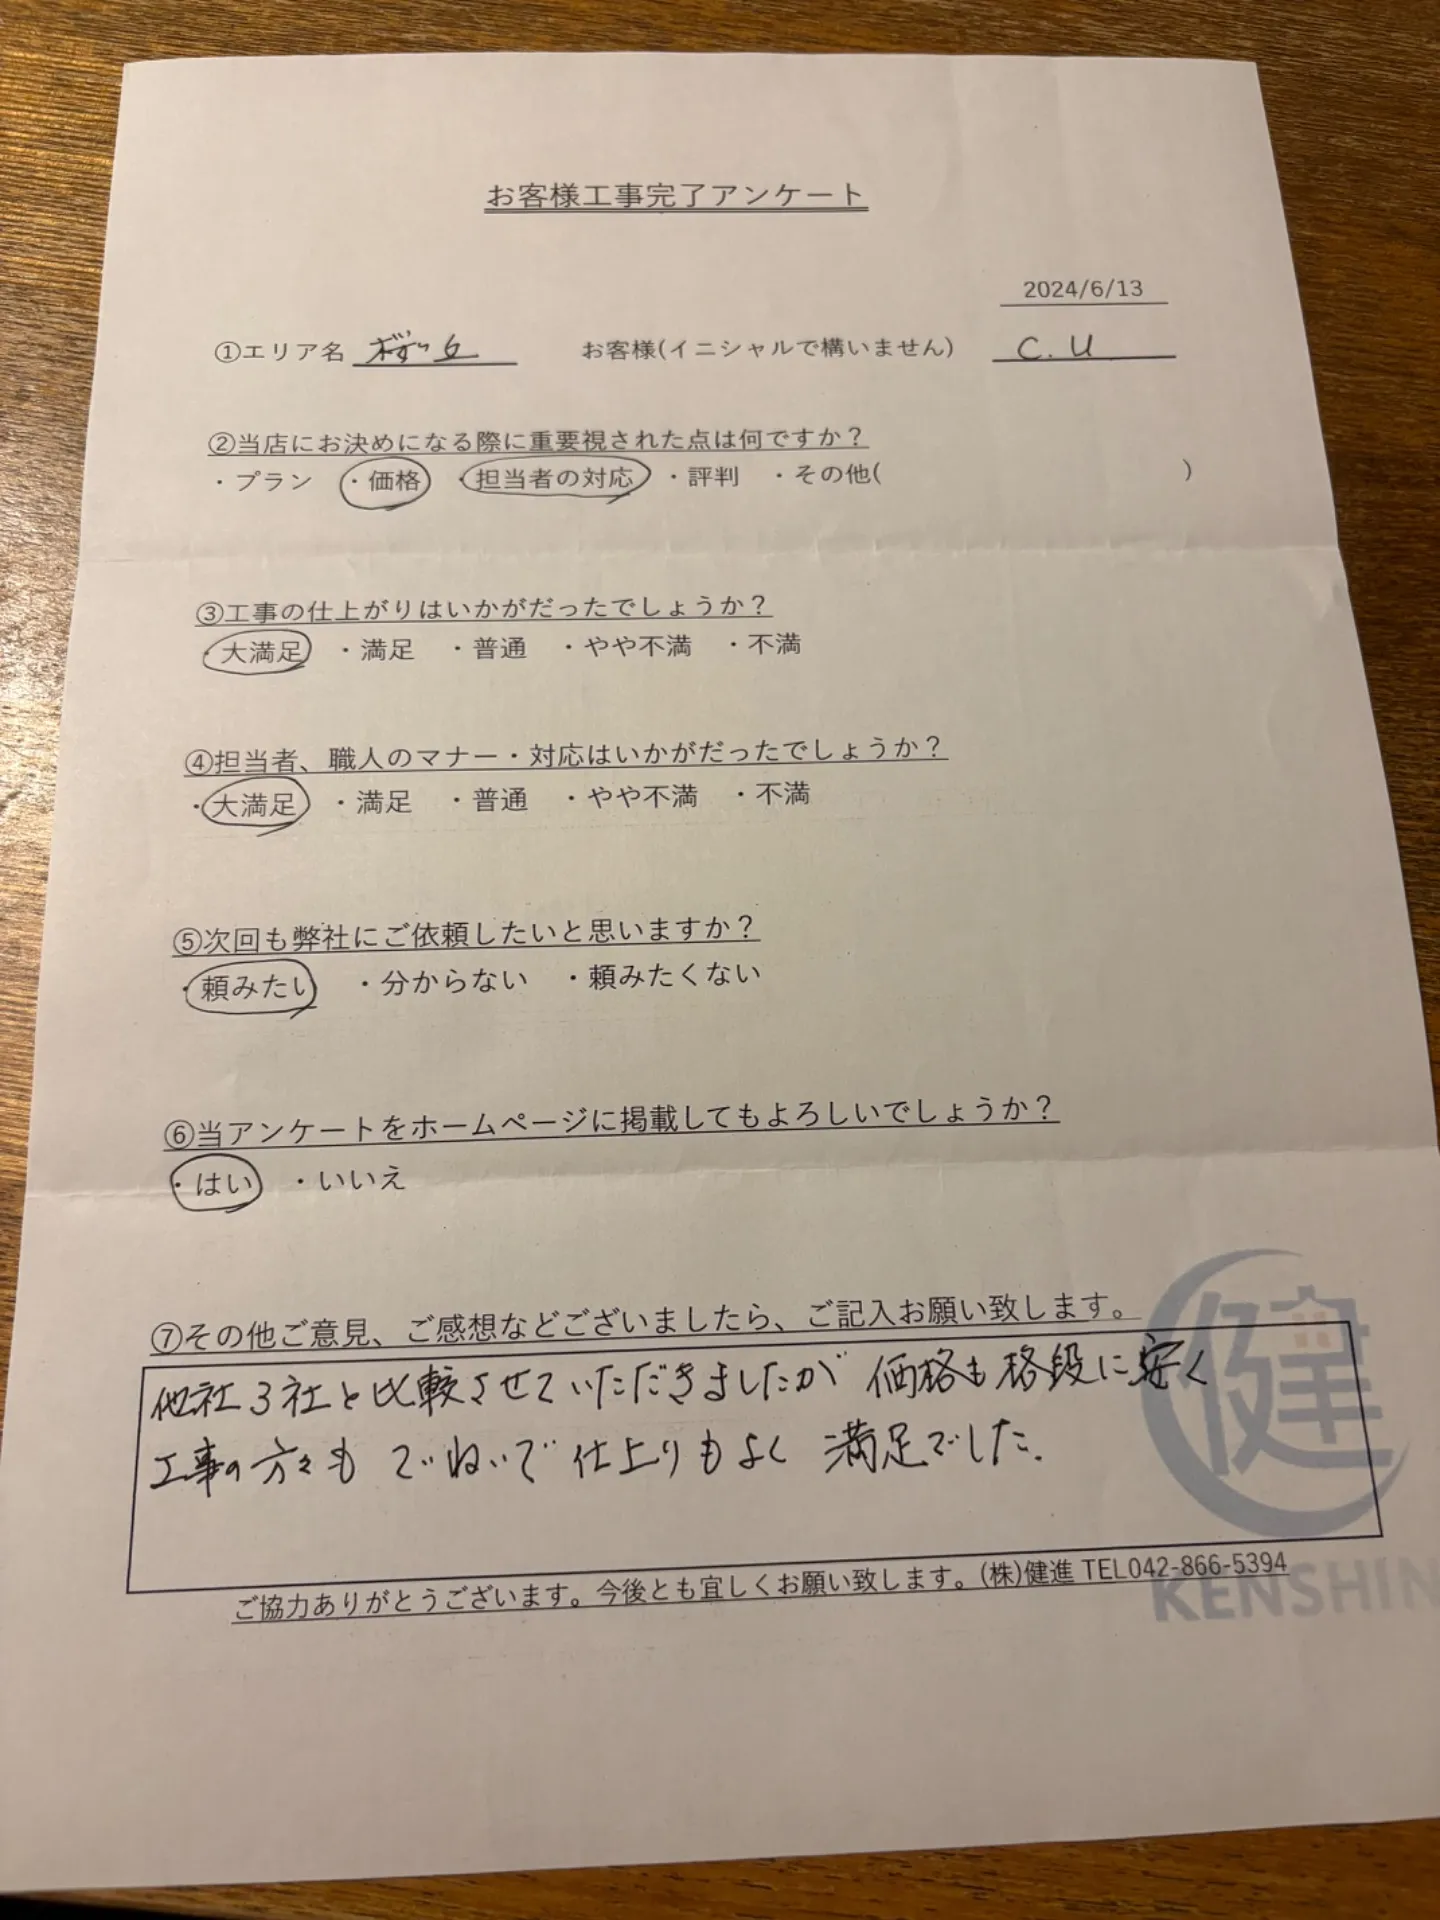 お客様工事完了アンケート
2024/6/13
①エリア名 桜ヶ丘 お客様(イニシャルで構いません) C.U
②当店にお決めになる際に重要視された点は何ですか？
・プラン ・価格 ・担当者の対応 ・評判 ・その他( )
③工事の仕上がりはいかがだったでしょうか？
・大満足 ・満足 ・普通 ・やや不満 ・不満
④担当者、職人のマナー・対応はいかがだったでしょうか？
・大満足 ・満足 ・普通 ・やや不満 ・不満
⑤次回も弊社にご依頼したいと思いますか？
・頼みたい ・分からない ・頼みたくない
⑥当アンケートをホームページに掲載してもよろしいでしょうか？
・はい ・いいえ
⑦その他ご意見、ご感想などございましたら、ご記入お願い致します。
他社3社と比較させていただきましたが 価格も格段に安く
工事の方々も ていねいで 仕上りもよく 満足でした.
健
ご協力ありがとうございます。今後とも宜しくお願い致します。(株)健進 TEL042-866-5394
KENSHIN